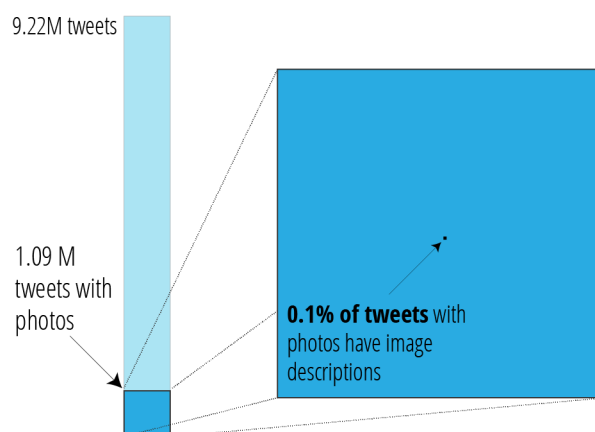 9.22M tweets
1.09 M
tweets with
photos
0.1% of tweets with
photos have image
descriptions